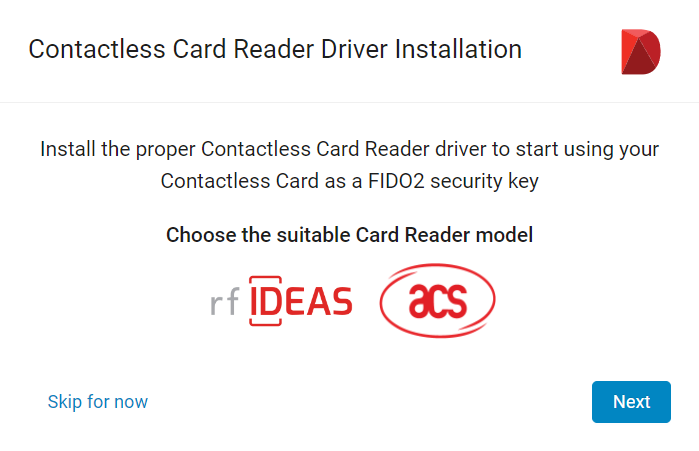 Contactless Card Reader Driver Installation
Install the proper Contactless Card Reader driver to start using your
Contactless Card as a FIDO2 security key
Choose the suitable Card Reader model
rf IDEAS acs
Skip for now Next